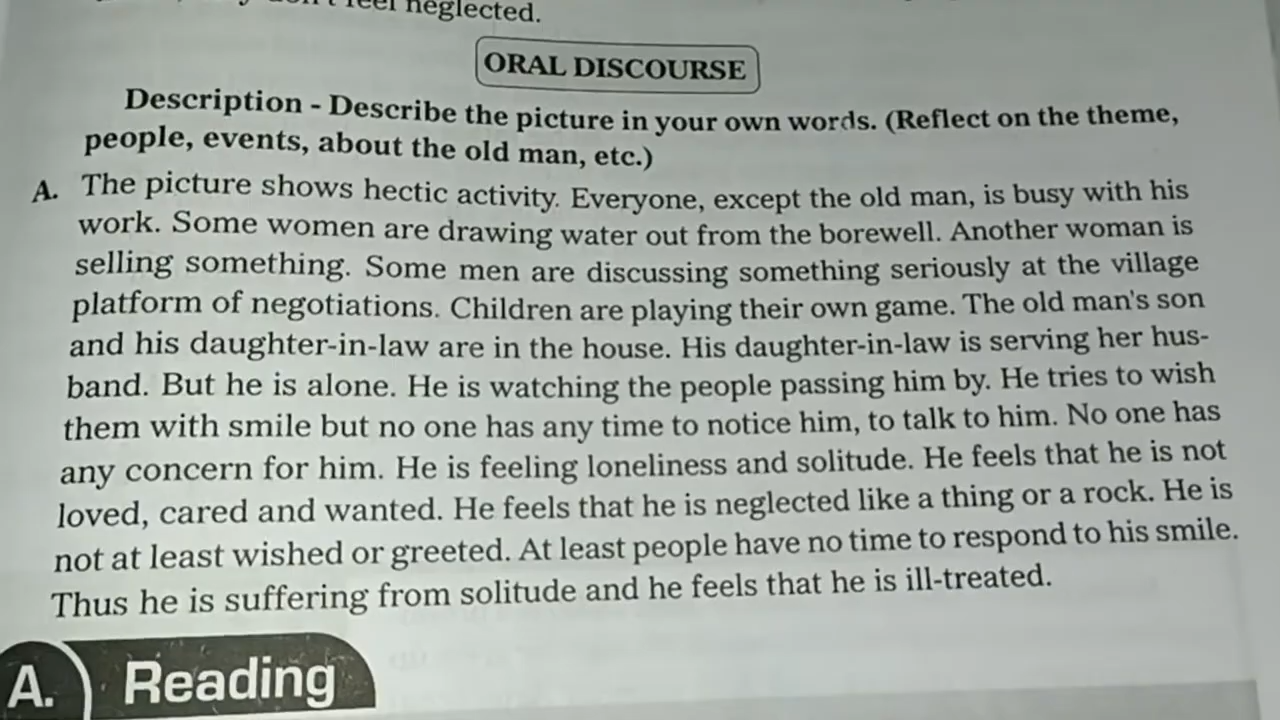 neglected.
ORAL DISCOURSE
Description - Describe the picture in your own words. (Reflect on the theme,
people, events, about the old man, etc.)
A. The picture shows hectic activity. Everyone, except the old man, is busy with his
work. Some women are drawing water out from the borewell. Another woman is
selling something. Some men are discussing something seriously at the village
platform of negotiations. Children are playing their own game. The old man's son
and his daughter-in-law are in the house. His daughter-in-law is serving her hus-
band. But he is alone. He is watching the people passing him by. He tries to wish
them with smile but no one has any time to notice him, to talk to him. No one has
any concern for him. He is feeling loneliness and solitude. He feels that he is not
loved, cared and wanted. He feels that he is neglected like a thing or a rock. He is
not at least wished or greeted. At least people have no time to respond to his smile.
Thus he is suffering from solitude and he feels that he is ill-treated.
A. Reading